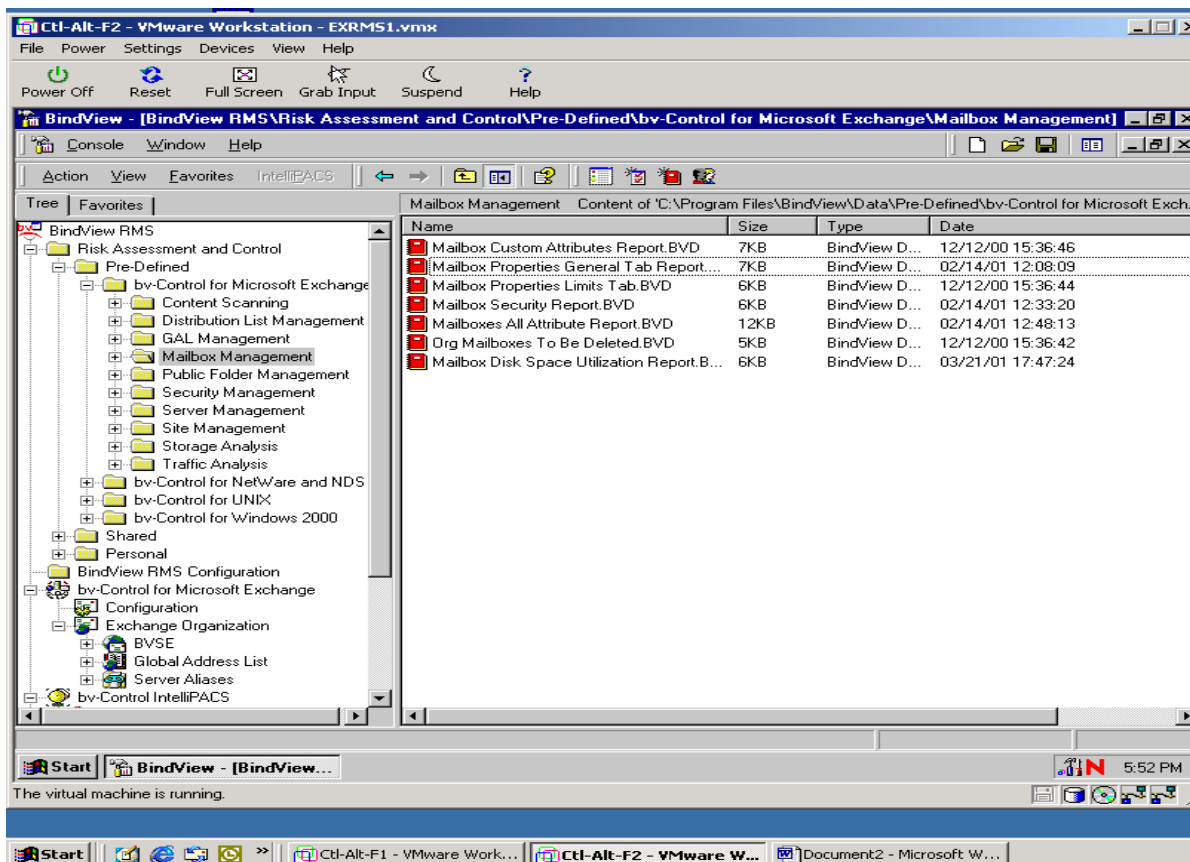 Ctl-Alt-F2 - VMware Workstation - EXRMS1.vmx
File Power Settings Devices View Help
Power Off Reset Full Screen Grab Input Suspend Help
BindView - [BindView RMS\Risk Assessment and Control\Pre-Defined\bv-Control for Microsoft Exchange\Mailbox Management]
Console Window Help
Action View Favorites IntelliPACS
Tree Favorites
Mailbox Management Content of 'C:\Program Files\BindView\Data\Pre-Defined\bv-Control for Microsoft Exch.
Name Size Type Date
Mailbox Custom Attributes Report.BVD 7KB BindView D... 12/12/00 15:36:46
Mailbox Properties General Tab Report.... 7KB BindView D... 02/14/01 12:08:09
Mailbox Properties Limits Tab.BVD 6KB BindView D... 12/12/00 15:36:44
Mailbox Security Report.BVD 6KB BindView D... 02/14/01 12:33:20
Mailboxes All Attribute Report.BVD 12KB BindView D... 02/14/01 12:48:13
Org Mailboxes To Be Deleted.BVD 5KB BindView D... 12/12/00 15:36:42
Mailbox Disk Space Utilization Report.B... 6KB BindView D... 03/21/01 17:47:24
BindView RMS
Risk Assessment and Control
Pre-Defined
bv-Control for Microsoft Exchange
Content Scanning
Distribution List Management
GAL Management
Mailbox Management
Public Folder Management
Security Management
Server Management
Site Management
Storage Analysis
Traffic Analysis
bv-Control for NetWare and NDS
bv-Control for UNIX
bv-Control for Windows 2000
Shared
Personal
BindView RMS Configuration
bv-Control for Microsoft Exchange
Configuration
Exchange Organization
BVSE
Global Address List
Server Aliases
bv-Control IntelliPACS
Start BindView - [BindView... 5:52 PM
The virtual machine is running.
Start Ctl-Alt-F1 - VMware Work... Ctl-Alt-F2 - VMware W... Document2 - Microsoft W...